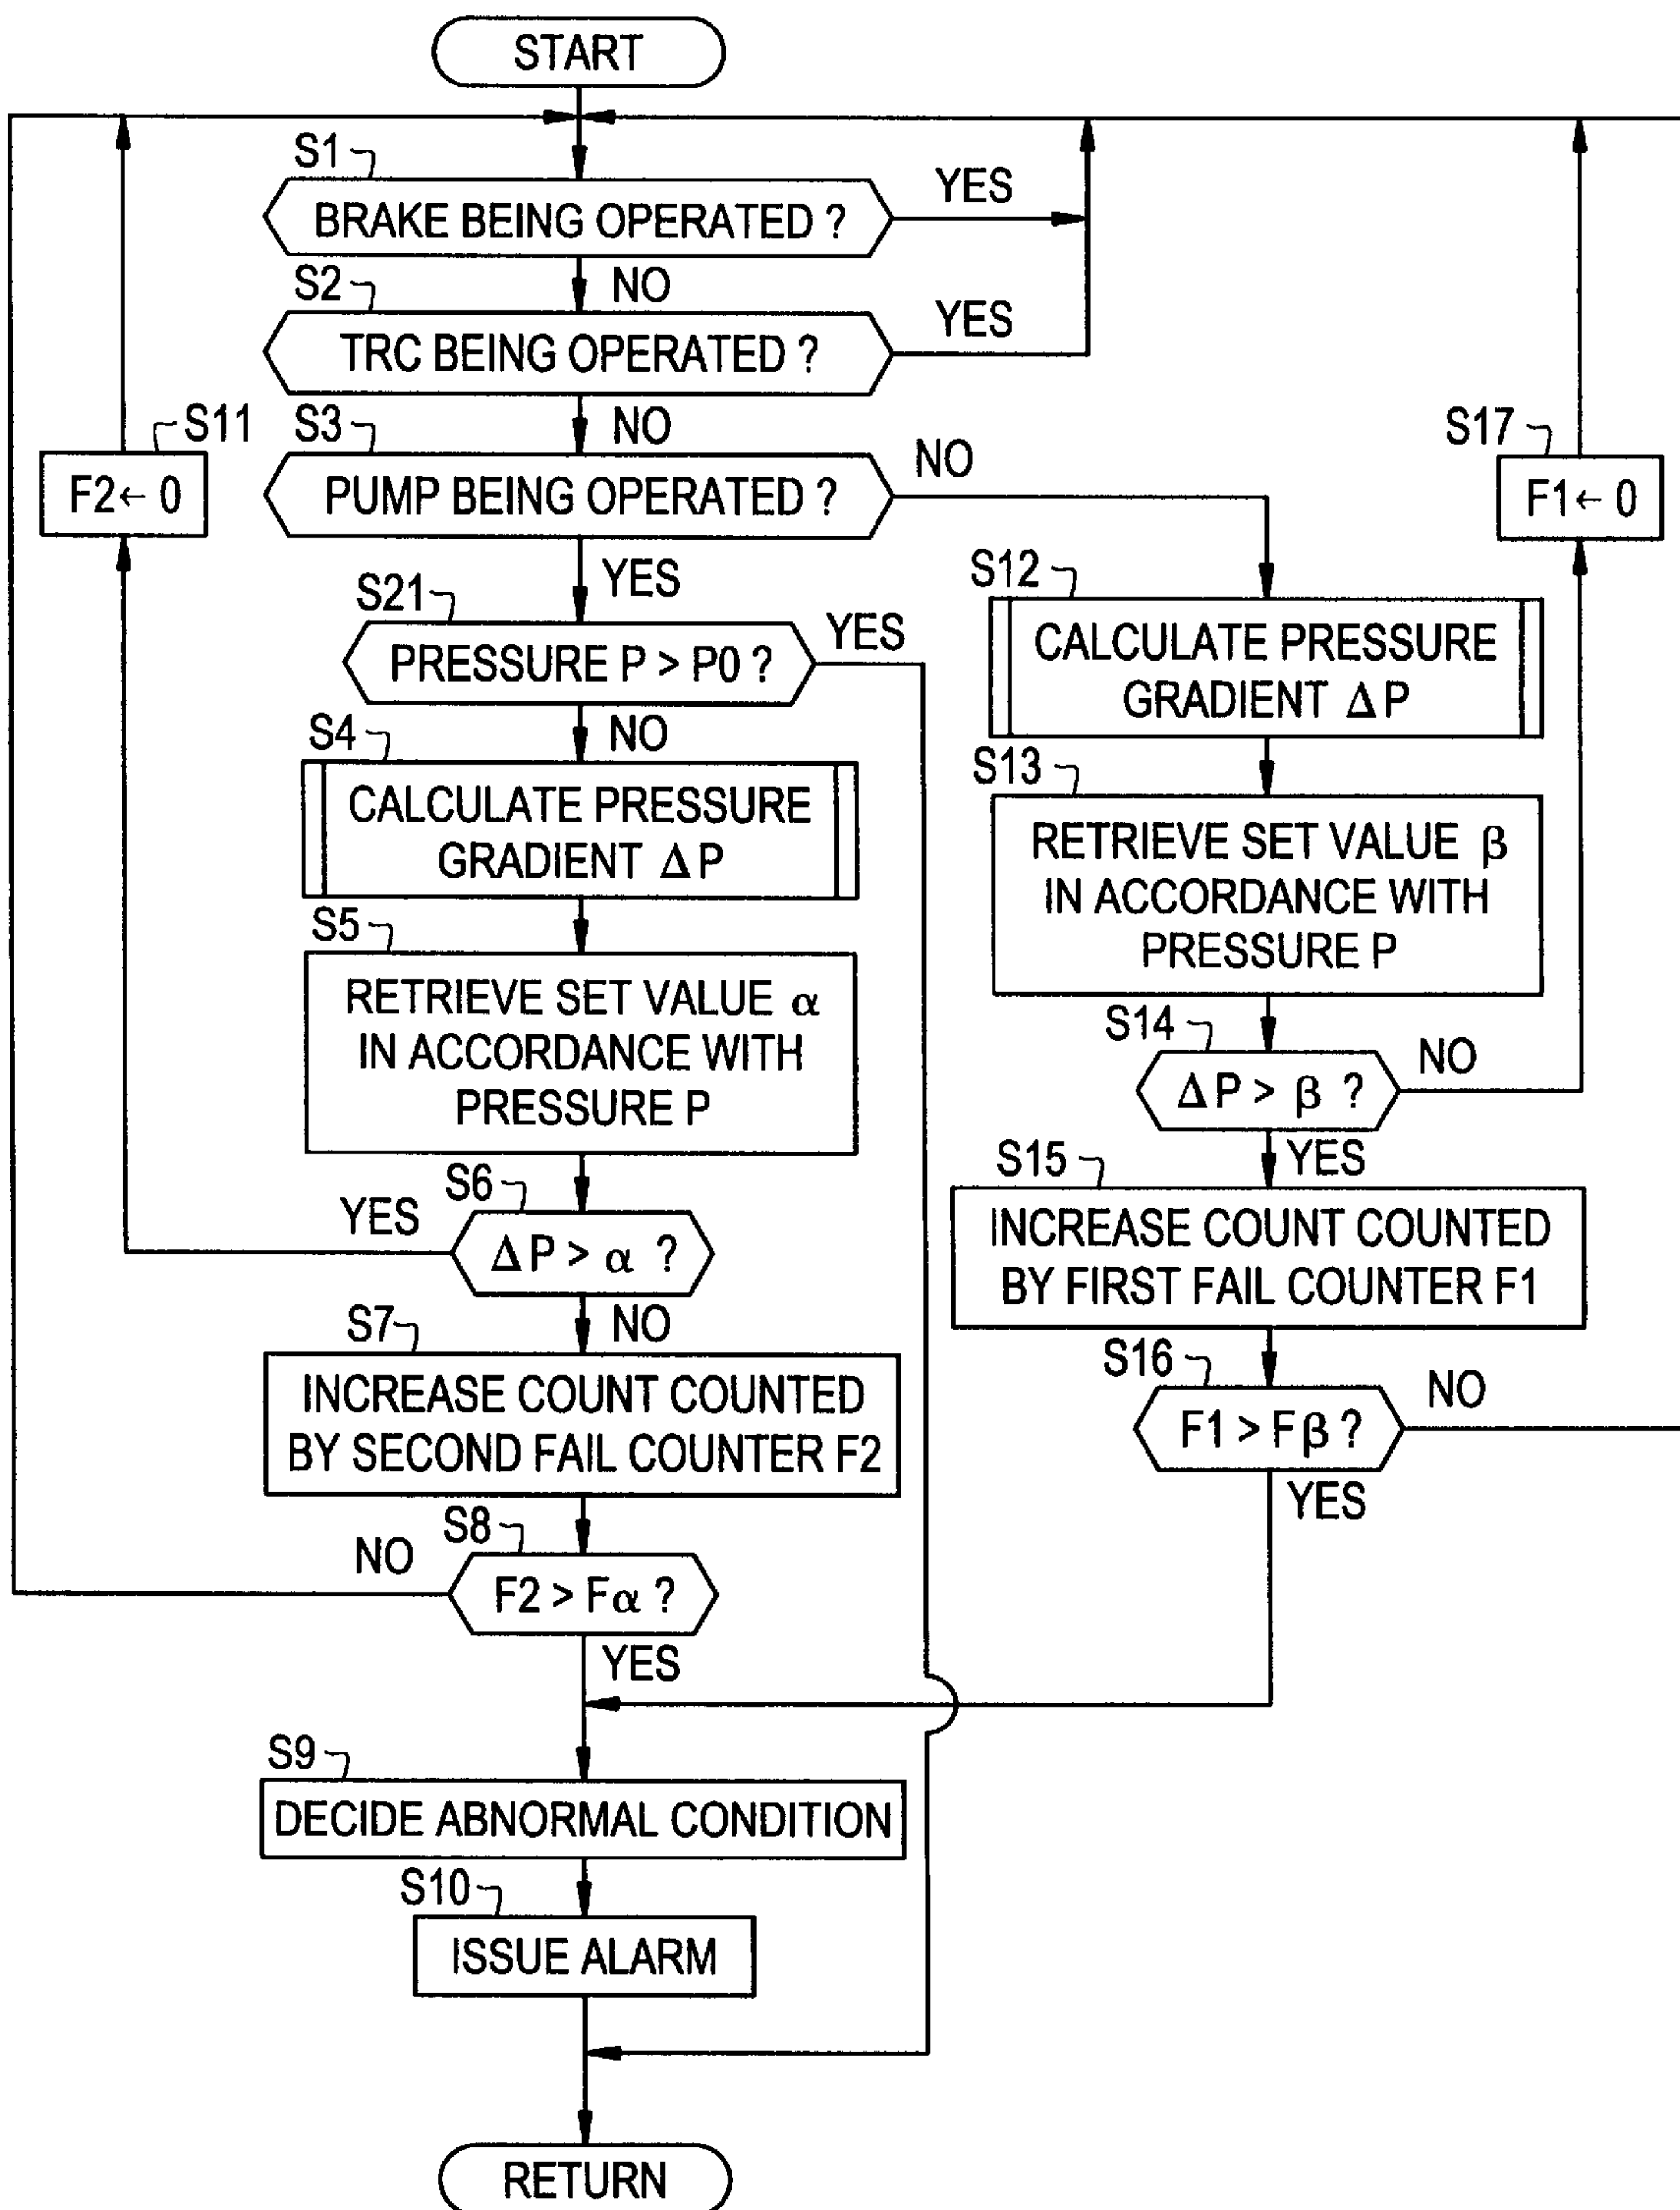 START
S1
BRAKE BEING OPERATED ?
YES
NO
S2
TRC BEING OPERATED ?
YES
NO
S3
PUMP BEING OPERATED ?
NO
YES
S11
F2 ← 0
S17
F1 ← 0
S21
PRESSURE P > P0 ?
YES
NO
S4
CALCULATE PRESSURE
GRADIENT Δ P
S5
RETRIEVE SET VALUE α
IN ACCORDANCE WITH
PRESSURE P
S6
Δ P > α ?
YES
NO
S7
INCREASE COUNT COUNTED
BY SECOND FAIL COUNTER F2
S8
F2 > Fα ?
NO
YES
S12
CALCULATE PRESSURE
GRADIENT Δ P
S13
RETRIEVE SET VALUE β
IN ACCORDANCE WITH
PRESSURE P
S14
Δ P > β ?
NO
YES
S15
INCREASE COUNT COUNTED
BY FIRST FAIL COUNTER F1
S16
F1 > Fβ ?
NO
YES
S9
DECIDE ABNORMAL CONDITION
S10
ISSUE ALARM
RETURN